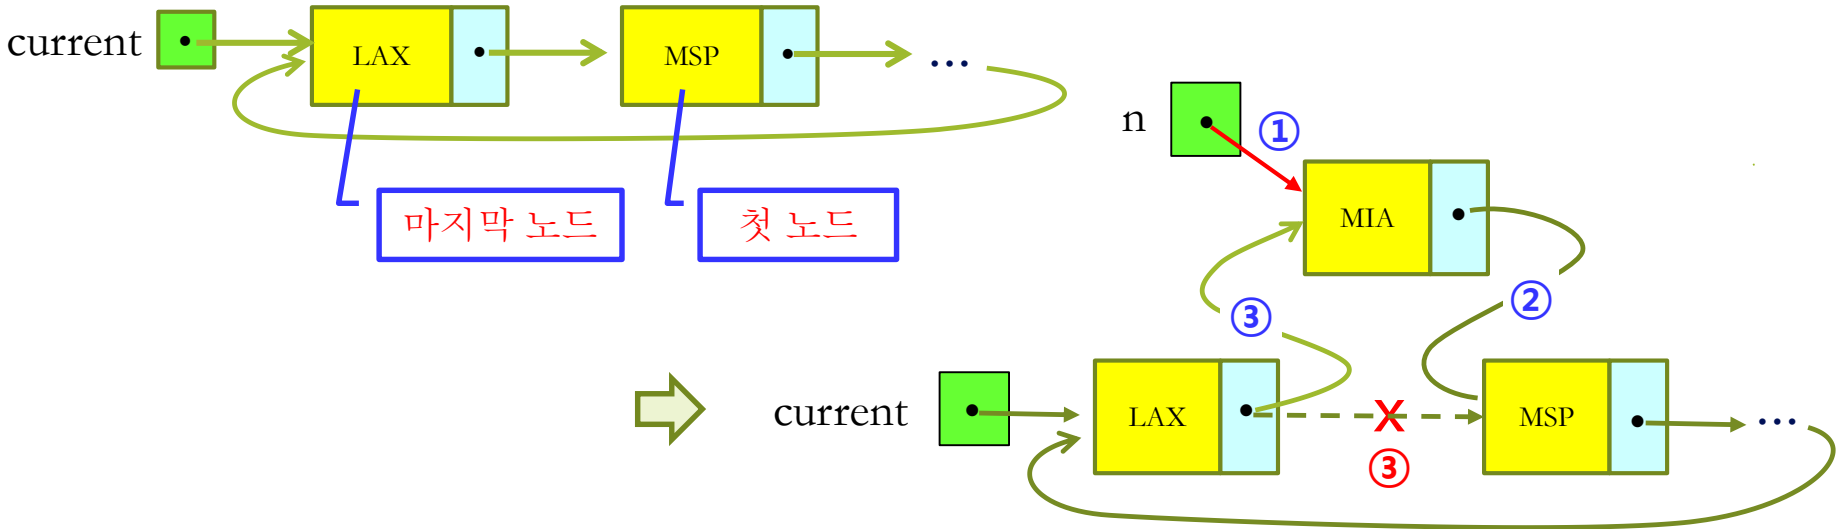 current
LAX
MSP
...
마지막 노드
첫 노드
n
①
MIA
②
③
current
LAX
X
③
MSP
...